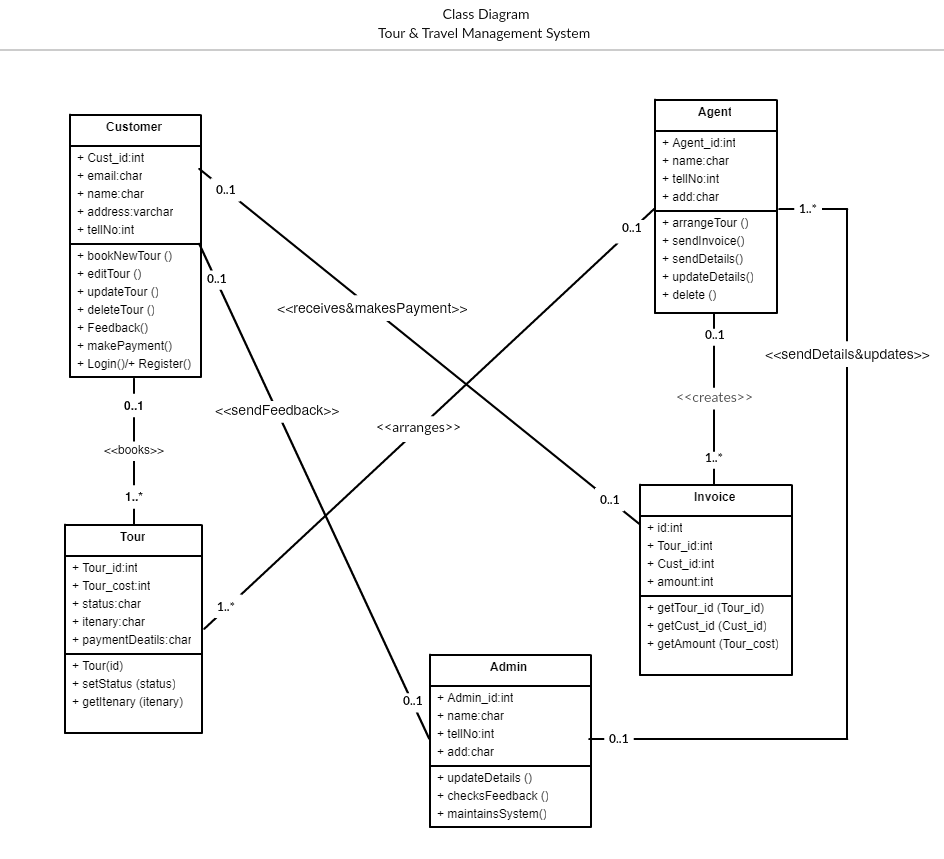 Class Diagram
Tour & Travel Management System
Customer
+ Cust_id:int
+ email:char
+ name:char
+ address:varchar
+ tellNo:int
+ bookNewTour ()
+ editTour ()
+ updateTour ()
+ deleteTour ()
+ Feedback()
+ makePayment()
+ Login()/+ Register()
Agent
+ Agent_id:int
+ name:char
+ tellNo:int
+ add:char
+ arrangeTour ()
+ sendInvoice()
+ sendDetails()
+ updateDetails()
+ delete ()
0..1
0..1
1..*
0..1
<<receives&makesPayment>>
0..1
<<sendDetails&updates>>
<<creates>>
0..1
<<sendFeedback>>
<<arranges>>
<<books>>
1..*
1..*
0..1
Tour
+ Tour_id:int
+ Tour_cost:int
+ status:char
+ itenary:char
+ paymentDeatils:char
+ Tour(id)
+ setStatus (status)
+ getItenary (itenary)
1..*
Invoice
+ id:int
+ Tour_id:int
+ Cust_id:int
+ amount:int
+ getTour_id (Tour_id)
+ getCust_id (Cust_id)
+ getAmount (Tour_cost)
0..1
Admin
+ Admin_id:int
+ name:char
+ tellNo:int
+ add:char
+ updateDetails ()
+ checksFeedback ()
+ maintainsSystem()
0..1